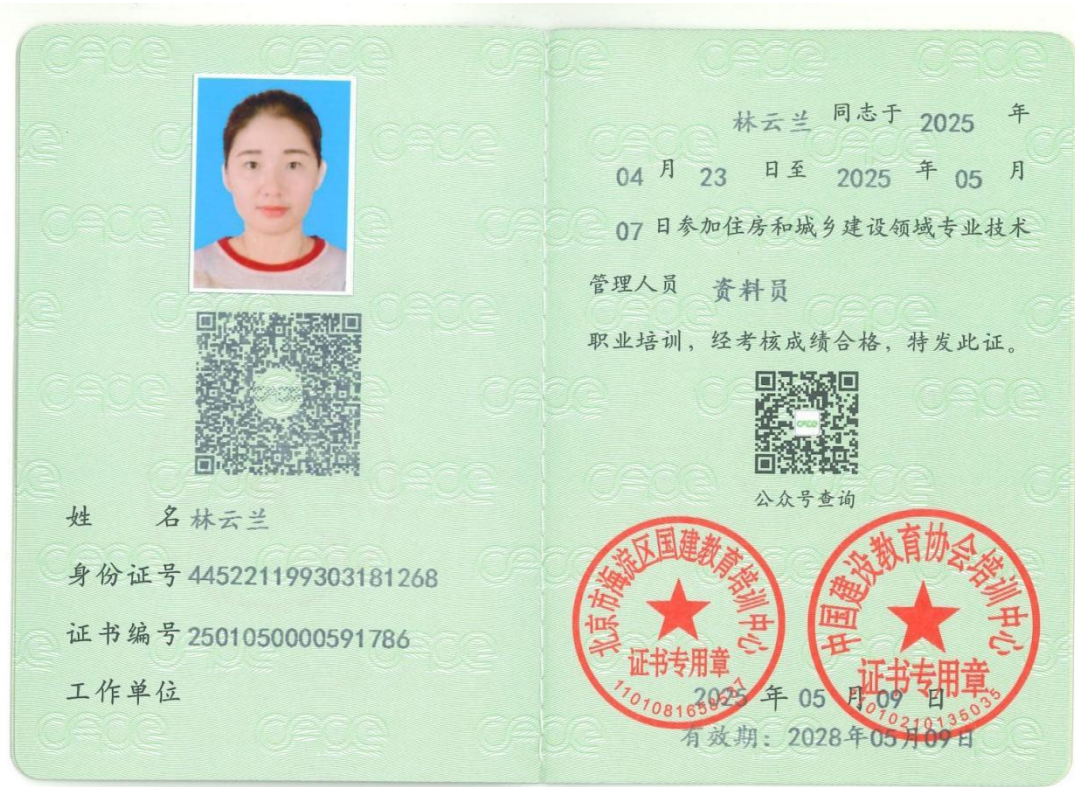 姓 名 林云兰
身份证号 445221199303181268
证书编号 2501050000591786
工作单位
林云兰 同志于 2025 年
04 月 23 日至 2025 年 05 月
07 日参加住房和城乡建设领域专业技术
管理人员 资料员
职业培训，经考核成绩合格，特发此证。
公众号查询
北京市海淀区国建教育培训中心
证书专用章
中国建设教育协会培训中心
证书专用章
11010210135035
2025 年 05 月 09 日
有效期：2028年05月09日